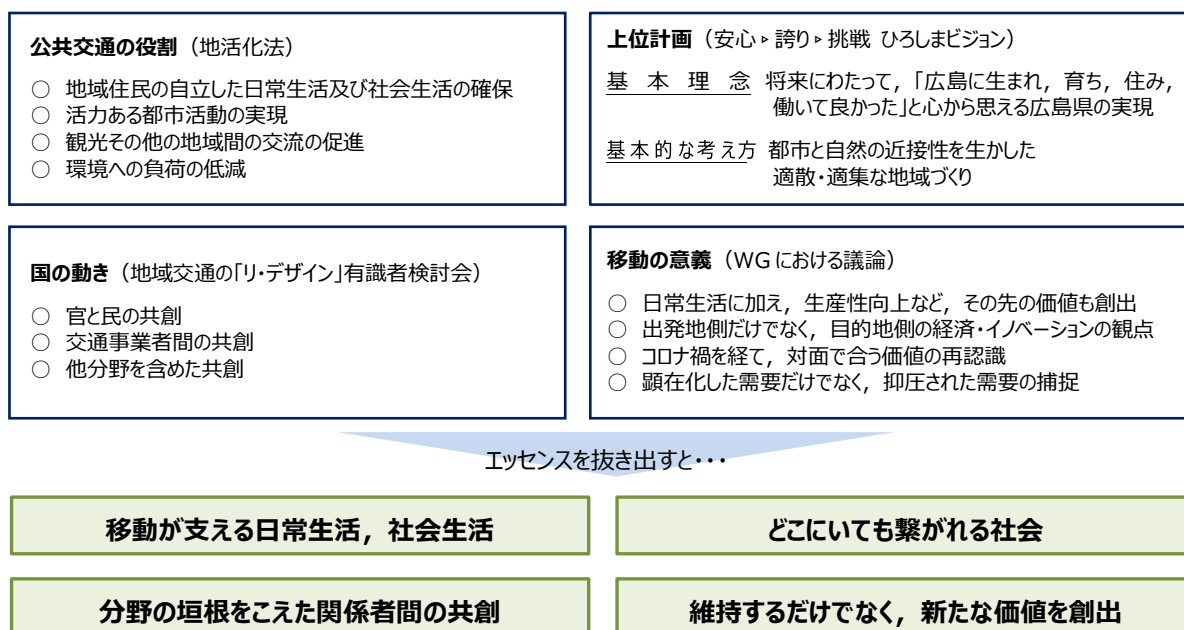 公共交通の役割（地活化法）
○ 地域住民の自立した日常生活及び社会生活の確保
○ 活力ある都市活動の実現
○ 観光その他の地域間の交流の促進
○ 環境への負荷の低減
上位計画（安心▸誇り▸挑戦 ひろしまビジョン）
基本理念 将来にわたって，「広島に生まれ，育ち，住み，
働いて良かった」と心から思える広島県の実現
基本的な考え方 都市と自然の近接性を生かした
適散・適集な地域づくり
国の動き（地域交通の「リ・デザイン」有識者検討会）
○ 官と民の共創
○ 交通事業者間の共創
○ 他分野を含めた共創
移動の意義（WGにおける議論）
○ 日常生活に加え，生産性向上など，その先の価値も創出
○ 出発地側だけでなく，目的地側の経済・イノベーションの観点
○ コロナ禍を経て，対面で合う価値の再認識
○ 顕在化した需要だけでなく，抑圧された需要の捕捉
エッセンスを抜き出すと・・・
移動が支える日常生活，社会生活
どこにいても繋がれる社会
分野の垣根をこえた関係者間の共創
維持するだけでなく，新たな価値を創出